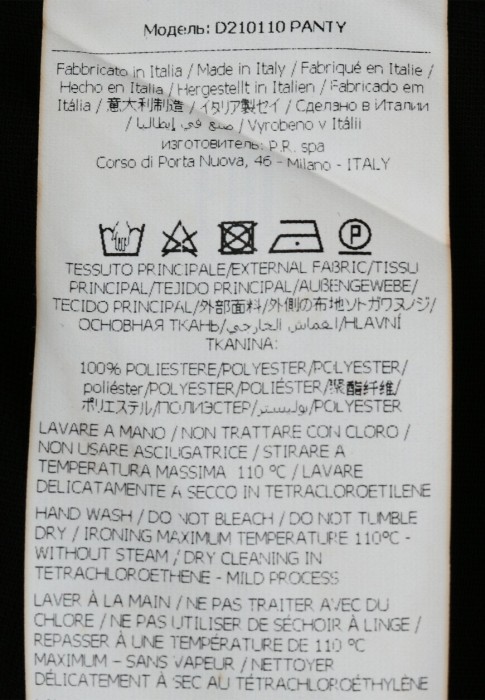 Модель: D210110 PANTY
Fabbricato in Italia / Made in Italy / Fabriqué en Italie /
Hecho en Italia / Hergestellt in Italien / Fabricado em
Itália / 意大利制造 / イタリア製セイ / Сделано в Италии
/ صنع في إيطاليا / Vyrobeno v Itálii
изготовитель: P.R. spa
Corso di Porta Nuova, 46 - Milano - ITALY
P
TESSUTO PRINCIPALE/EXTERNAL FABRIC/TISSU
PRINCIPAL/TEJIDO PRINCIPAL/AUßENGEWEBE/
TECIDO PRINCIPAL/外部面料/外側の布地ソトガワヌノジ/
ОСНОВНАЯ ТКАНЬ/القماش الخارجي/HLAVNÍ
TKANINA:
100% POLIESTERE/POLYESTER/POLYESTER/
poliéster/POLYESTER/POLIÉSTER/聚酯纤维/
ポリエステル/ПОЛИЭСТЕР/بوليستر/POLYESTER
LAVARE A MANO / NON TRATTARE CON CLORO /
NON USARE ASCIUGATRICE / STIRARE A
TEMPERATURA MASSIMA 110 °C / LAVARE
DELICATAMENTE A SECCO IN TETRACLOROETILENE
HAND WASH / DO NOT BLEACH / DO NOT TUMBLE
DRY / IRONING MAXIMUM TEMPERATURE 110°C -
WITHOUT STEAM / DRY CLEANING IN
TETRACHLOROETHENE - MILD PROCESS
LAVER À LA MAIN / NE PAS TRAITER AVEC DU
CHLORE / NE PAS UTILISER DE SÉCHOIR À LINGE /
REPASSER À UNE TEMPÉRATURE DE 110 °C
MAXIMUM - SANS VAPEUR / NETTOYER
DÉLICATEMENT À SEC AU TÉTRACHLOROÉTHYLÈNE